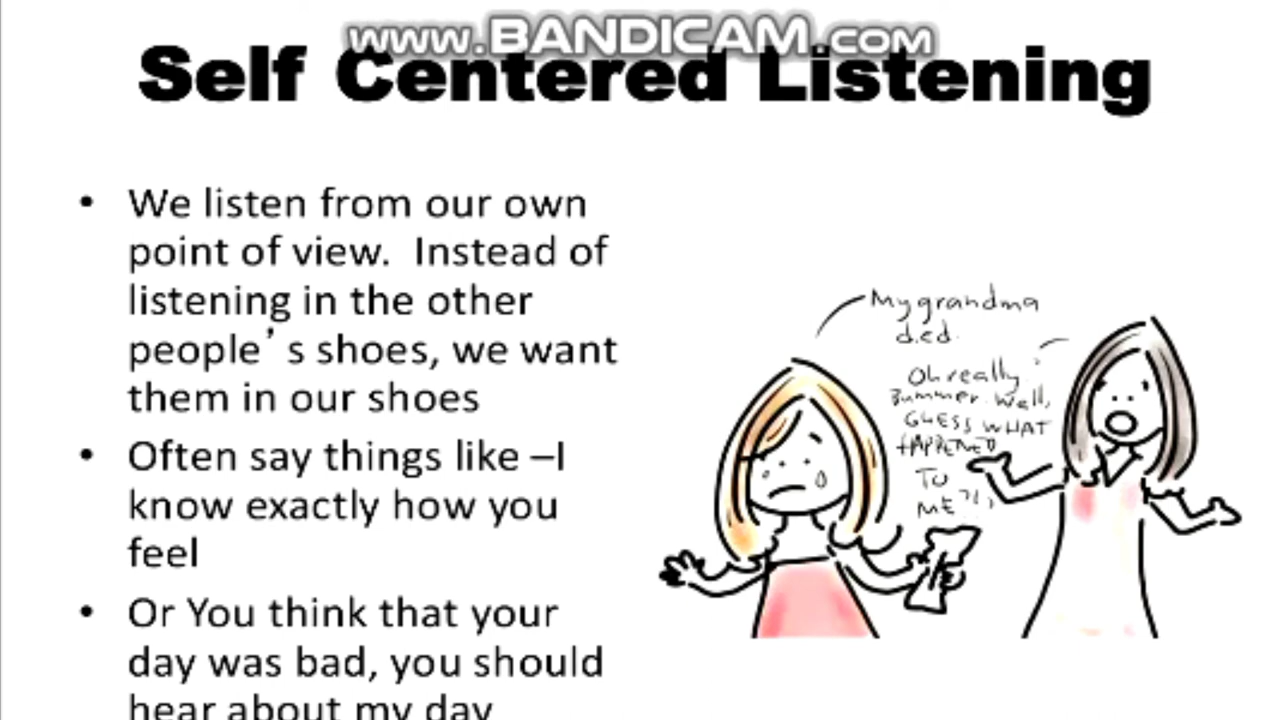 www.BANDICAM.com
Self Centered Listening
• We listen from our own
point of view.  Instead of
listening in the other
people's shoes, we want
them in our shoes
• Often say things like –I
know exactly how you
feel
• Or You think that your
day was bad, you should
hear about my day
My grandma
died.
Oh really.
Bummer. Well,
GUESS WHAT
HAPPENED
TO
ME?!